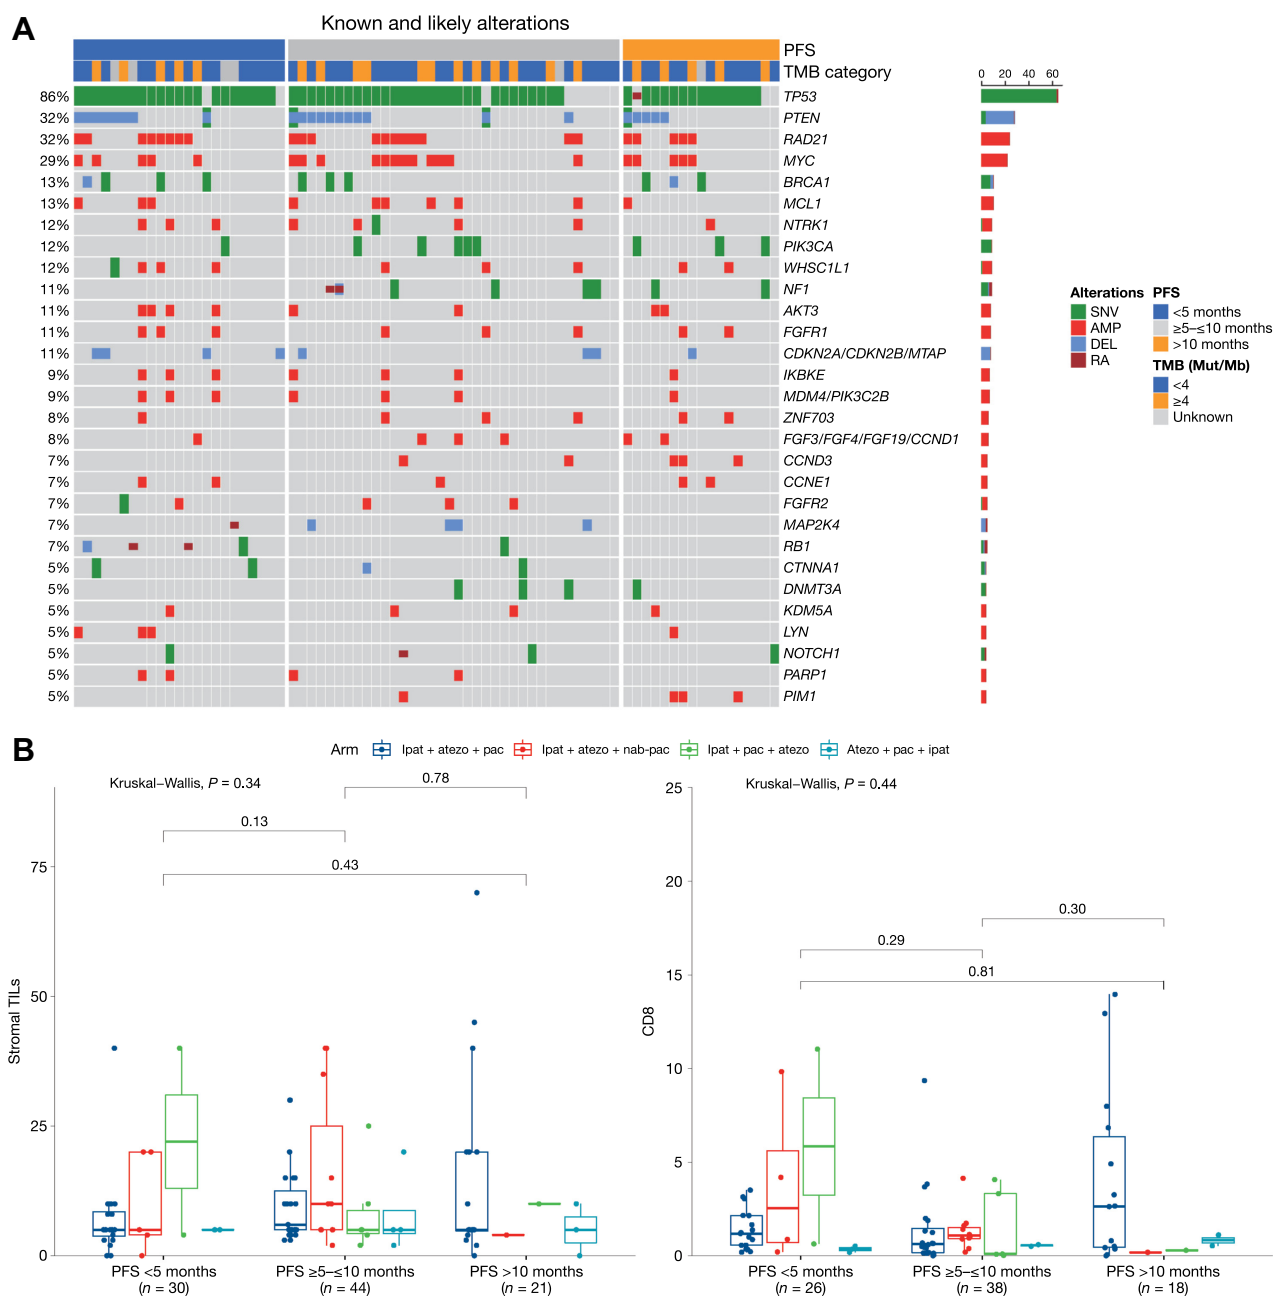 A
Known and likely alterations
PFS
TMB category
0 20 40 60
86% TP53
32% PTEN
32% RAD21
29% MYC
13% BRCA1
13% MCL1
12% NTRK1
12% PIK3CA
12% WHSC1L1
11% NF1
11% AKT3
11% FGFR1
11% CDKN2A/CDKN2B/MTAP
9% IKBKE
9% MDM4/PIK3C2B
8% ZNF703
8% FGF3/FGF4/FGF19/CCND1
7% CCND3
7% CCNE1
7% FGFR2
7% MAP2K4
7% RB1
5% CTNNA1
5% DNMT3A
5% KDM5A
5% LYN
5% NOTCH1
5% PARP1
5% PIM1
Alterations
SNV
AMP
DEL
RA
PFS
<5 months
≥5–≤10 months
>10 months
TMB (Mut/Mb)
<4
≥4
Unknown
B
Arm Ipat + atezo + pac Ipat + atezo + nab-pac Ipat + pac + atezo Atezo + pac + ipat
Kruskal–Wallis, P = 0.34
0.78
0.13
0.43
Stromal TILs
75
50
25
0
PFS <5 months
(n = 30)
PFS ≥5–≤10 months
(n = 44)
PFS >10 months
(n = 21)
Kruskal–Wallis, P = 0.44
0.30
0.29
0.81
CD8
25
20
15
10
5
0
PFS <5 months
(n = 26)
PFS ≥5–≤10 months
(n = 38)
PFS >10 months
(n = 18)